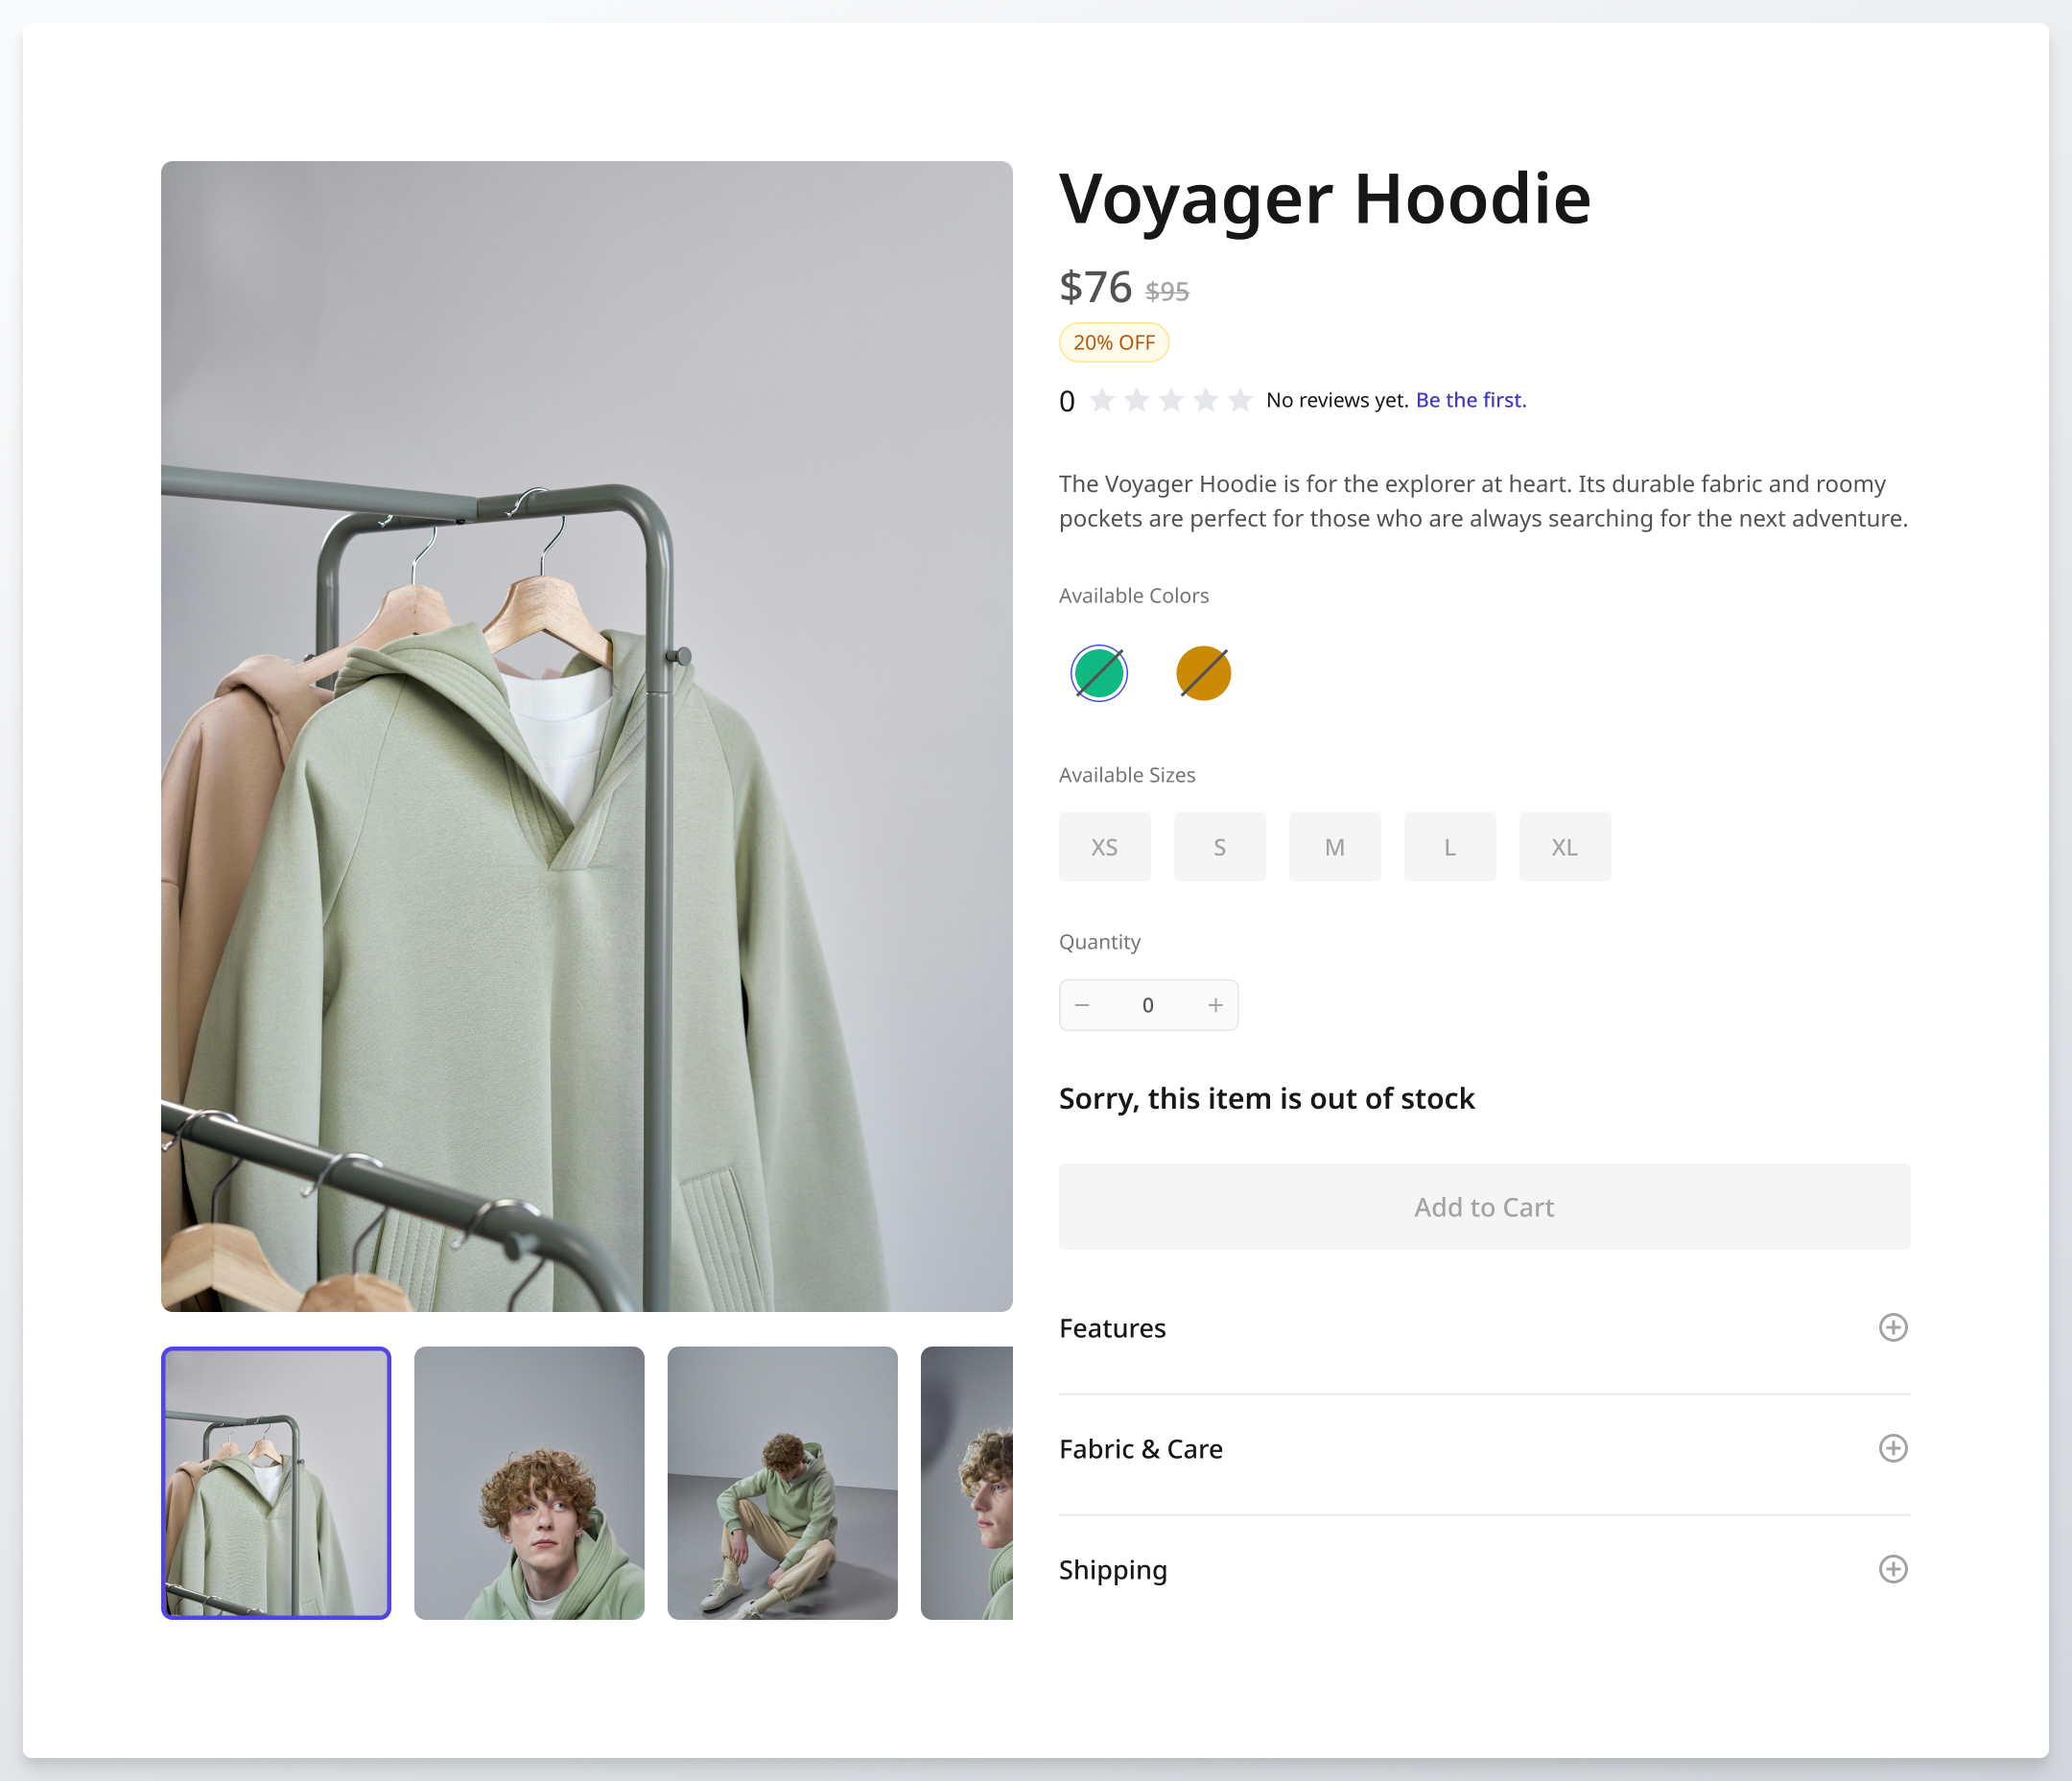 Voyager Hoodie
$76 $95
20% OFF
0 No reviews yet. Be the first.
The Voyager Hoodie is for the explorer at heart. Its durable fabric and roomy
pockets are perfect for those who are always searching for the next adventure.
Available Colors
Available Sizes
XS S M L XL
Quantity
0
Sorry, this item is out of stock
Add to Cart
Features
Fabric & Care
Shipping